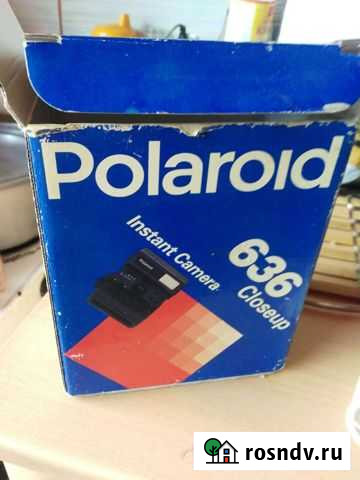 Polaroid
Instant Camera
636
Closeup
rosndv.ru